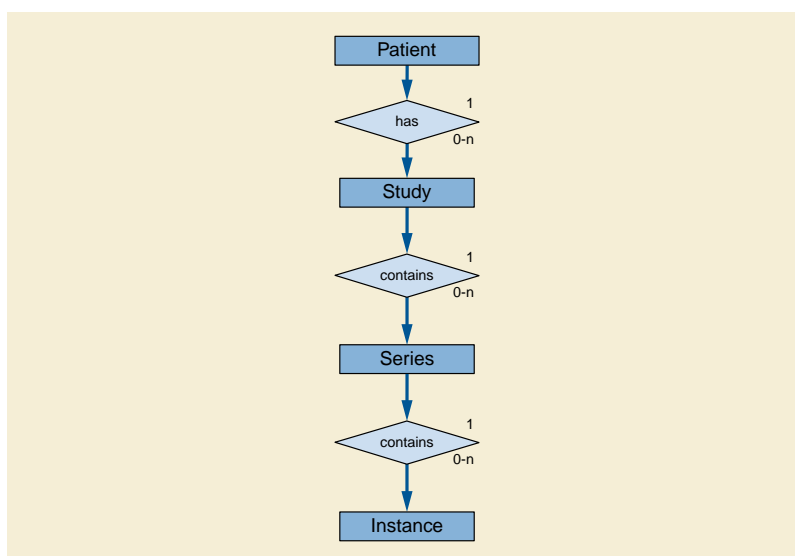 Patient
1
has
0-n
Study
1
contains
0-n
Series
1
contains
0-n
Instance